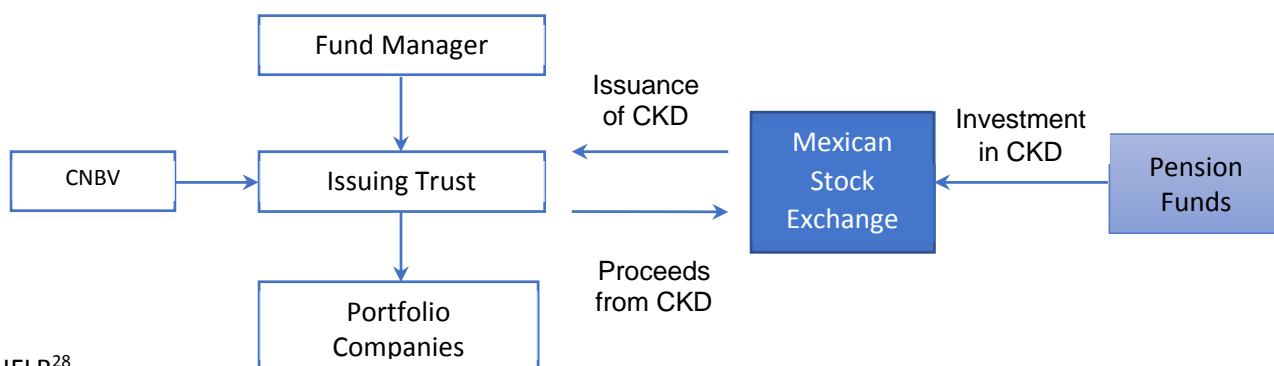 Fund Manager
Issuance
of CKD
Investment
in CKD
CNBV
Issuing Trust
Mexican
Stock
Exchange
Pension
Funds
Proceeds
from CKD
Portfolio
Companies